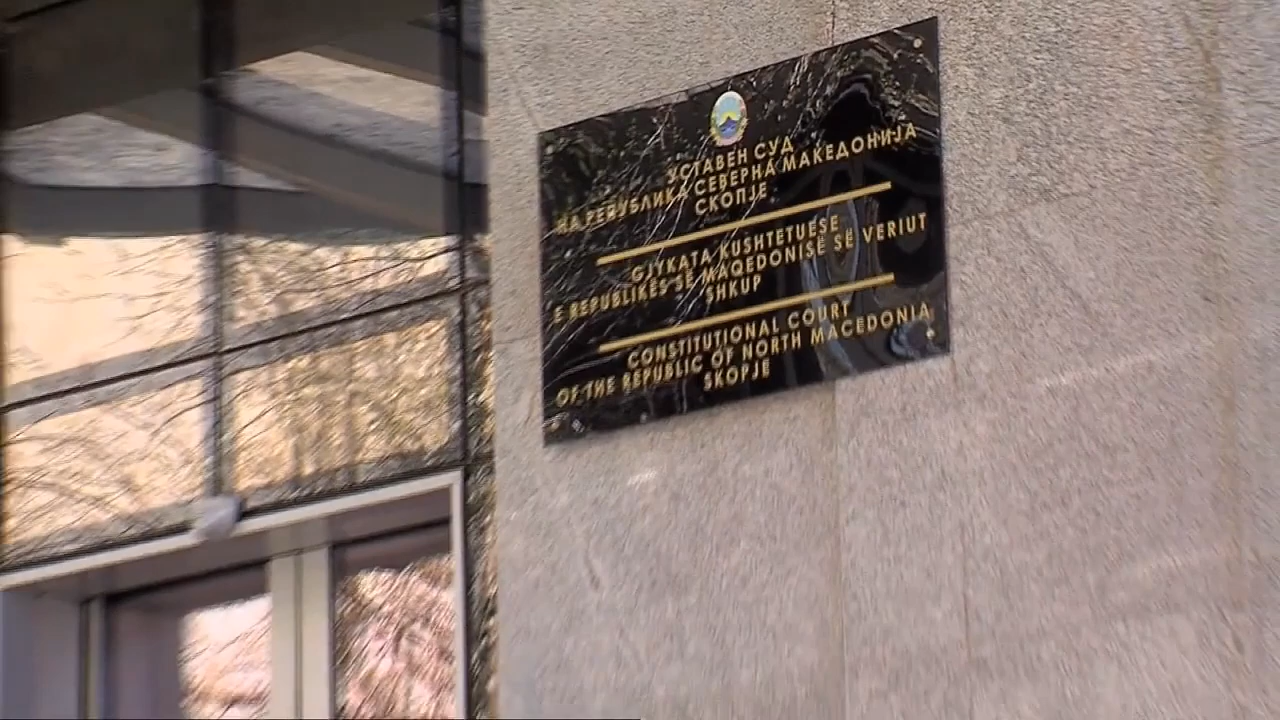 УСТАВЕН СУД
НА РЕПУБЛИКА СЕВЕРНА МАКЕДОНИЈА
СКОПЈЕ
GJYKATA KUSHTETUESE
E REPUBLIKËS SË MAQEDONISË SË VERIUT
SHKUP
CONSTITUTIONAL COURT
OF THE REPUBLIC OF NORTH MACEDONIA
SKOPJE